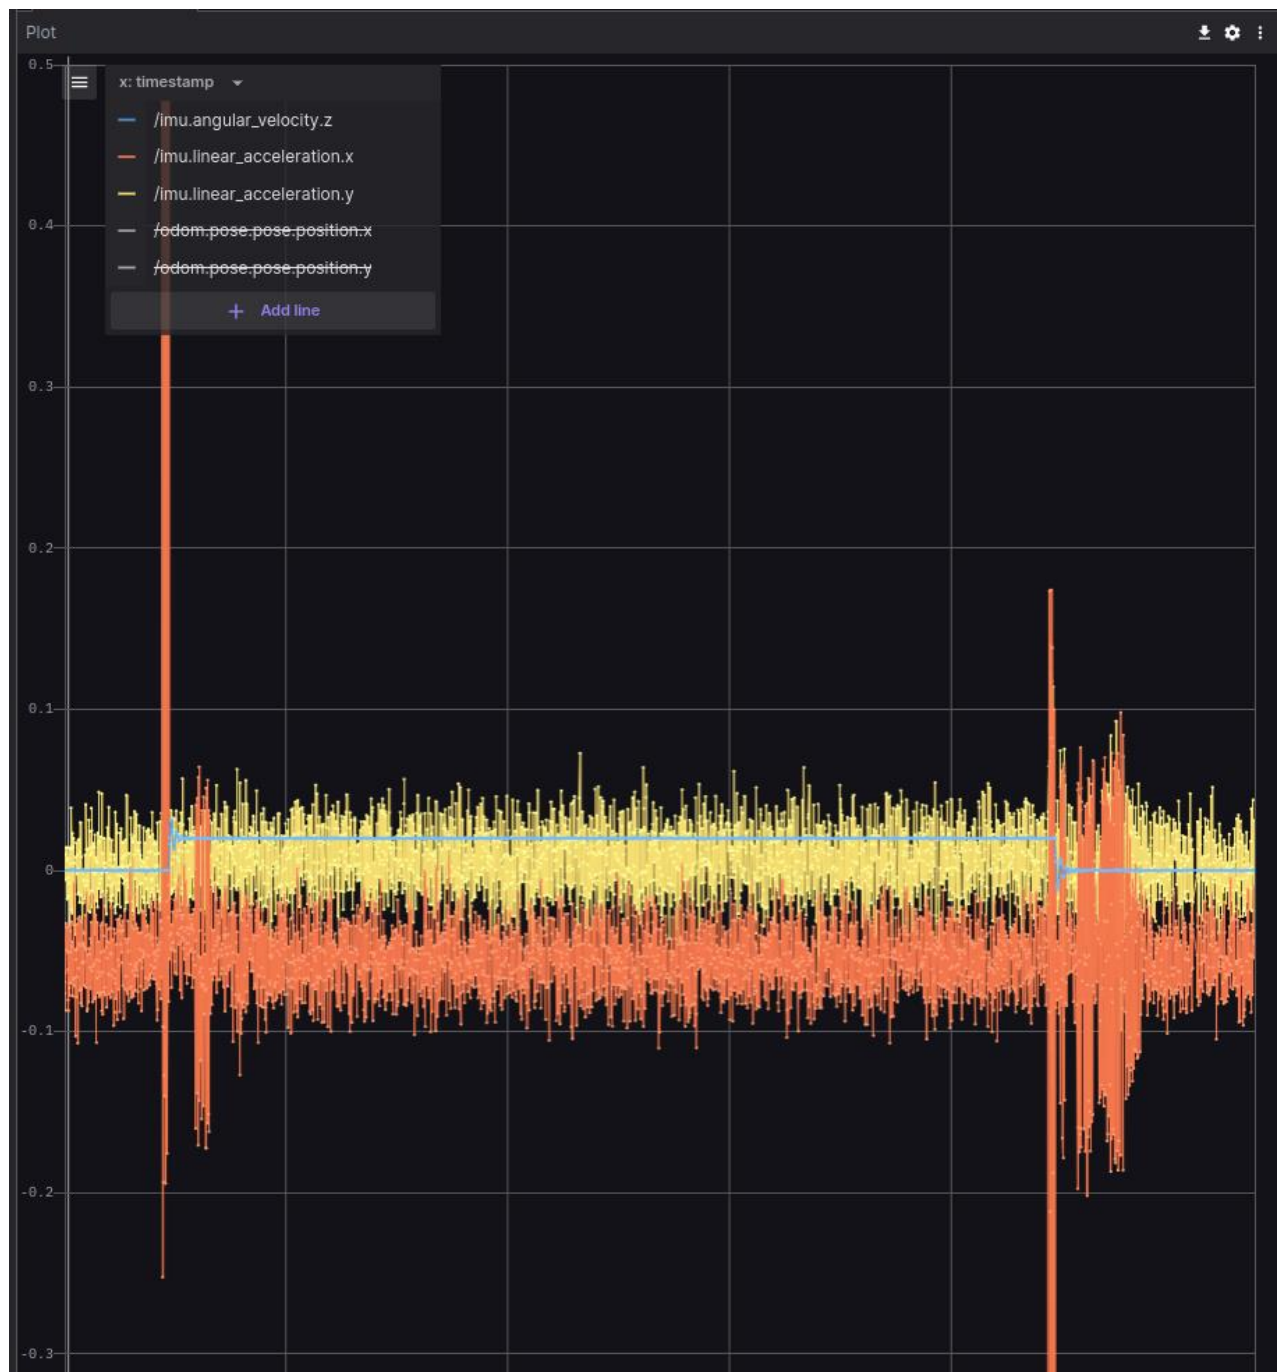 Plot
0.5
x: timestamp
/imu.angular_velocity.z
/imu.linear_acceleration.x
/imu.linear_acceleration.y
0.4
/odom.pose.pose.position.x
/odom.pose.pose.position.y
+ Add line
0.3
0.2
0.1
0
-0.1
-0.2
-0.3